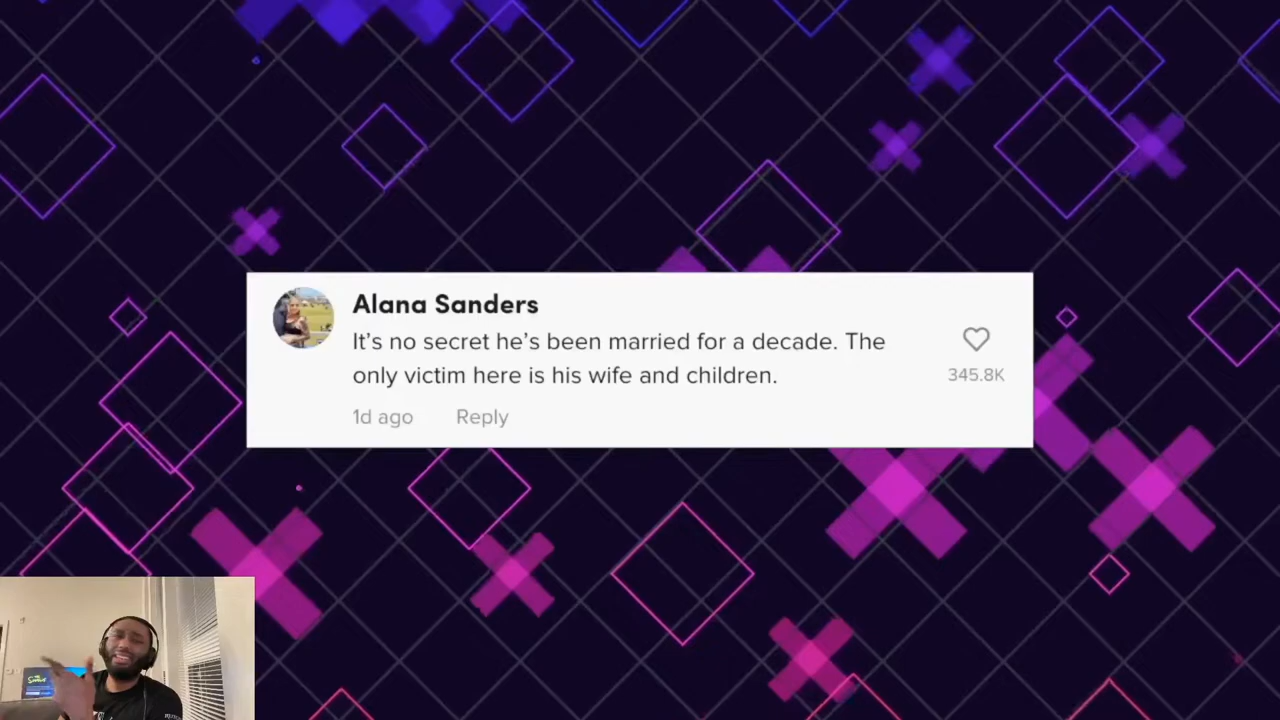 Alana Sanders
It’s no secret he’s been married for a decade. The
only victim here is his wife and children.
345.8K
1d ago Reply